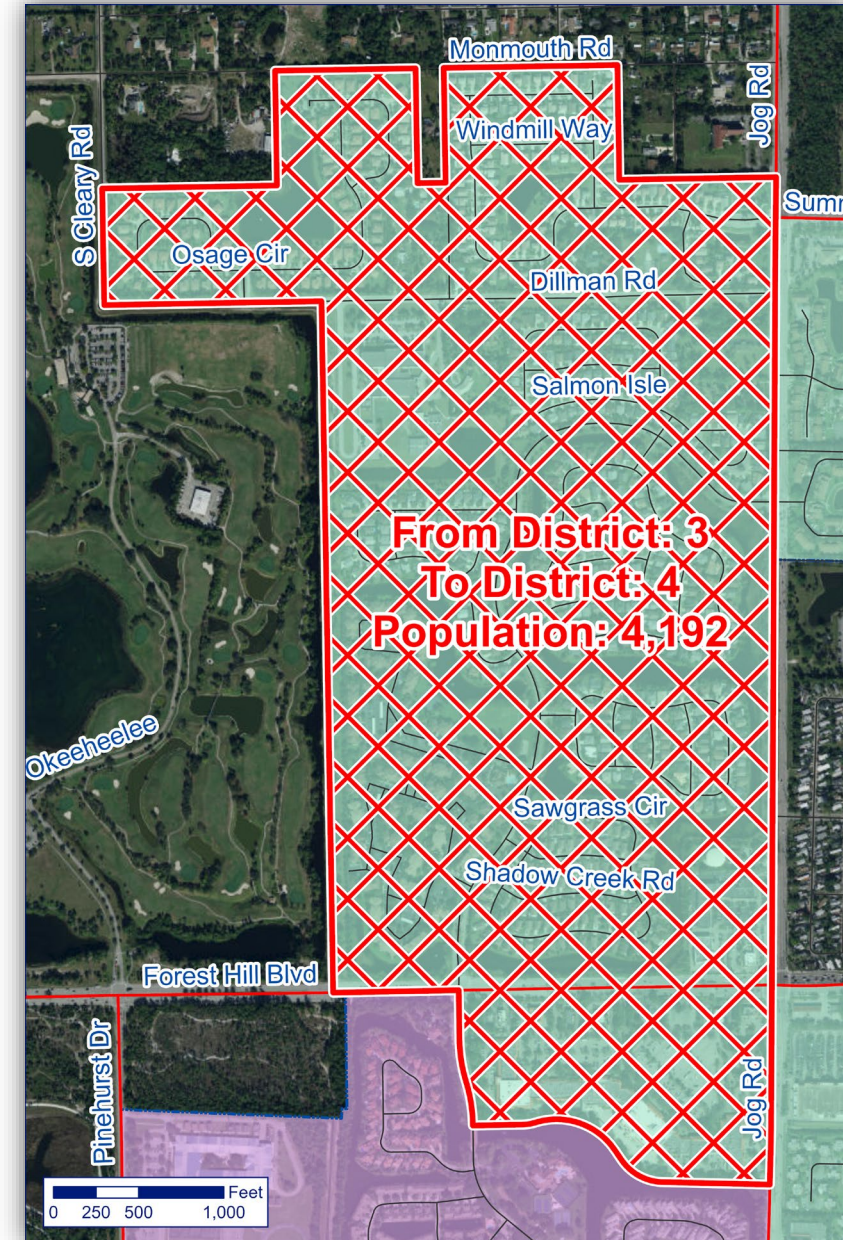 Monmouth Rd
Jog Rd
Windmill Way
S Cleary Rd
Summ
Osage Cir
Dillman Rd
Salmon Isle
From District: 3
To District: 4
Population: 4,192
Okeeheelee
Sawgrass Cir
Shadow Creek Rd
Forest Hill Blvd
Pinehurst Dr
Jog Rd
Feet
0 250 500 1,000